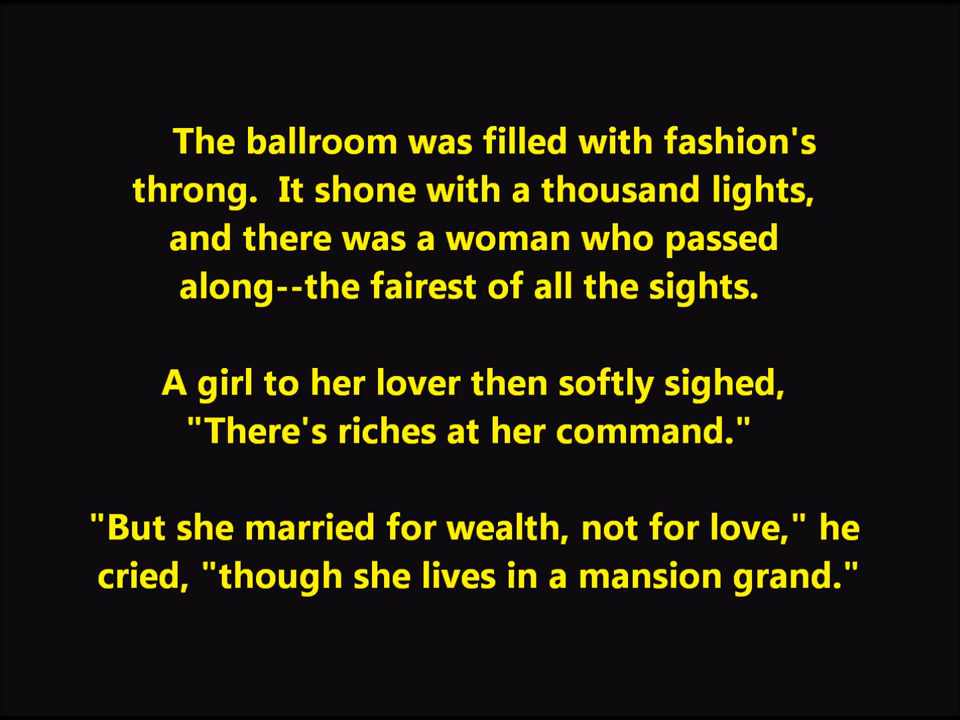 The ballroom was filled with fashion's
throng.  It shone with a thousand lights,
and there was a woman who passed
along--the fairest of all the sights.
A girl to her lover then softly sighed,
"There's riches at her command."
"But she married for wealth, not for love," he
cried, "though she lives in a mansion grand."